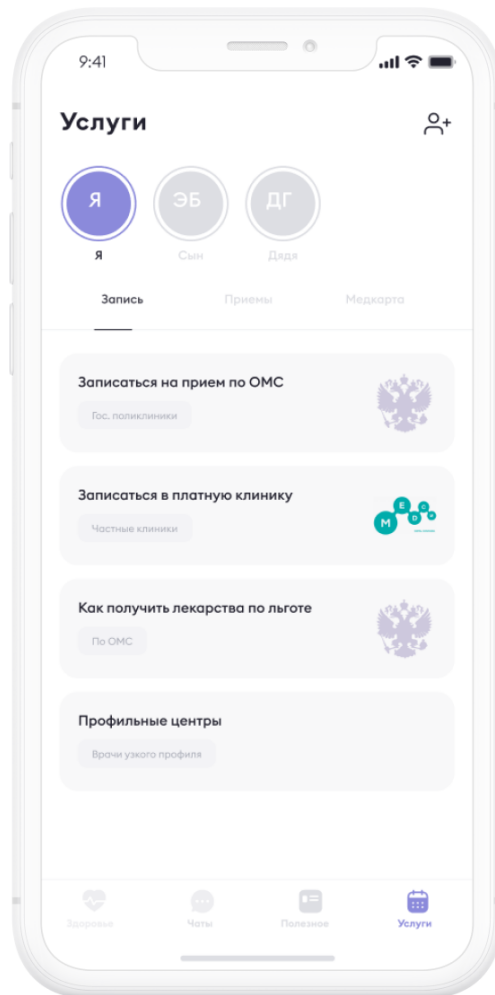 9:41
Услуги
Я
ЭБ
ДГ
Я
Сын
Дядя
Запись
Приемы
Медкарта
Записаться на прием по ОМС
Гос. поликлиники
Записаться в платную клинику
Частные клиники
M E D
Как получить лекарства по льготе
По ОМС
Профильные центры
Врачи узкого профиля
Здоровье
Чаты
Полезное
Услуги